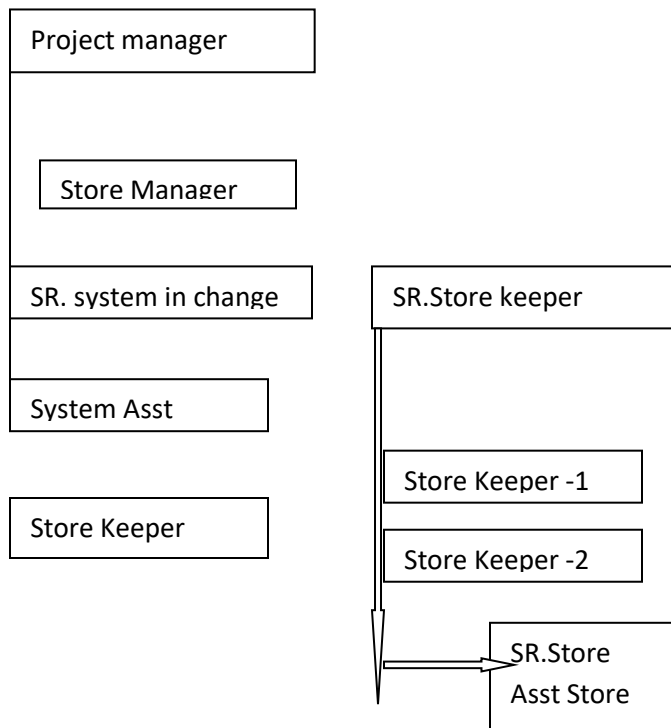 Project manager
Store Manager
SR. system in change
SR.Store keeper
System Asst
Store Keeper -1
Store Keeper
Store Keeper -2
SR.Store
Asst Store